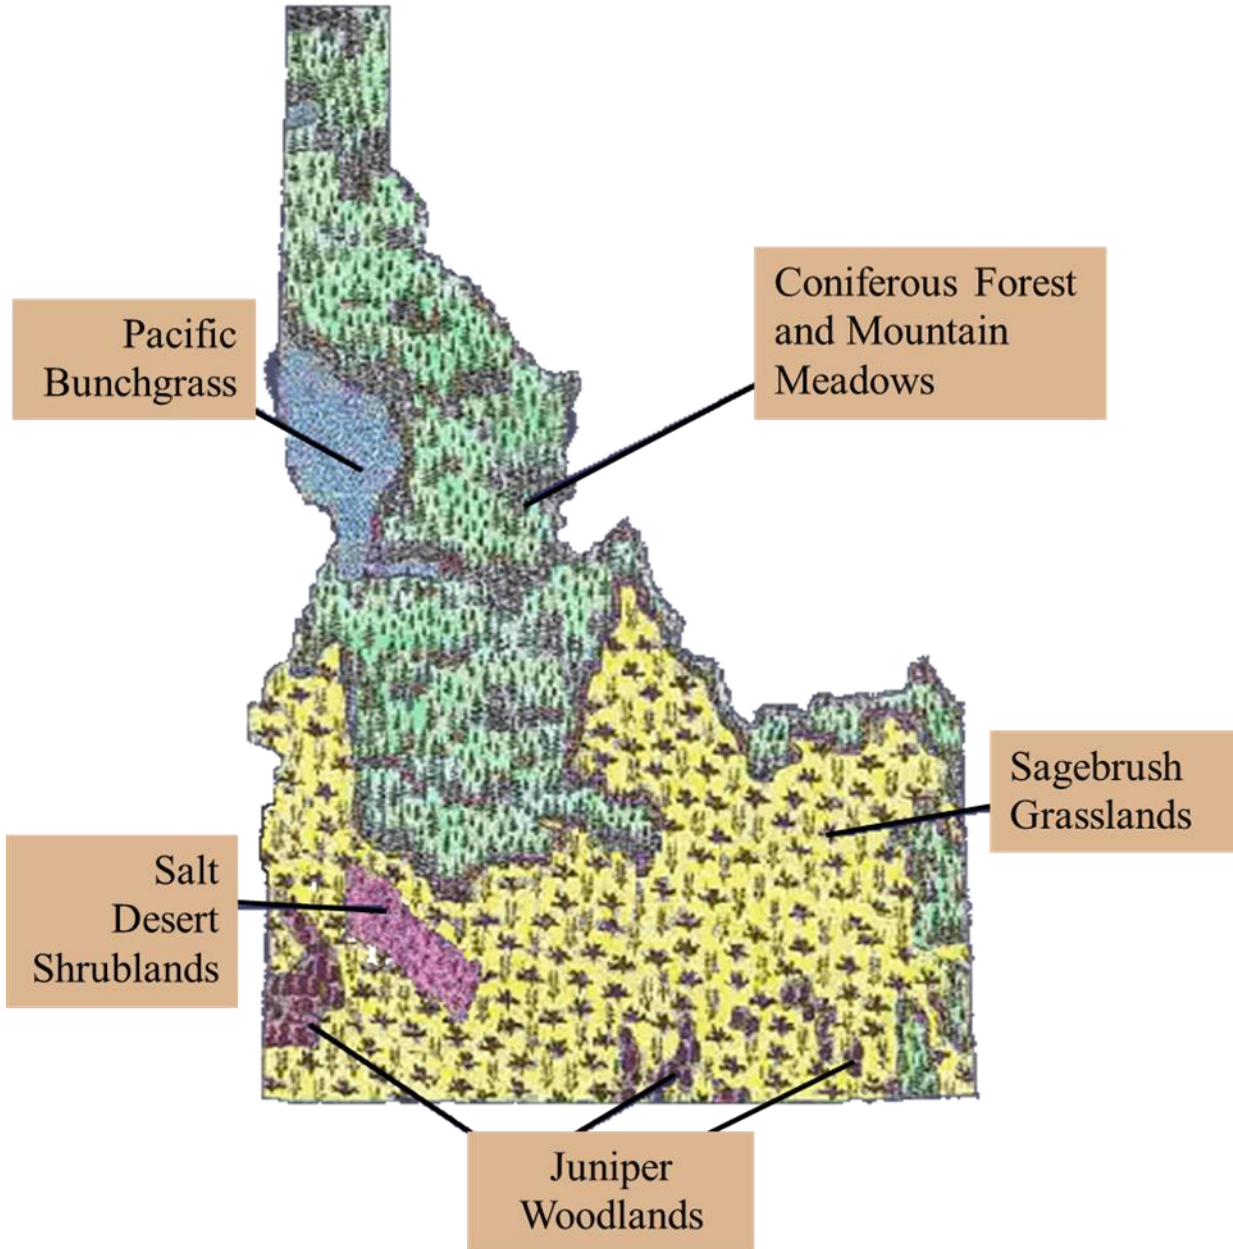 Coniferous Forest
and Mountain
Meadows
Pacific
Bunchgrass
Sagebrush
Grasslands
Salt
Desert
Shrublands
Juniper
Woodlands